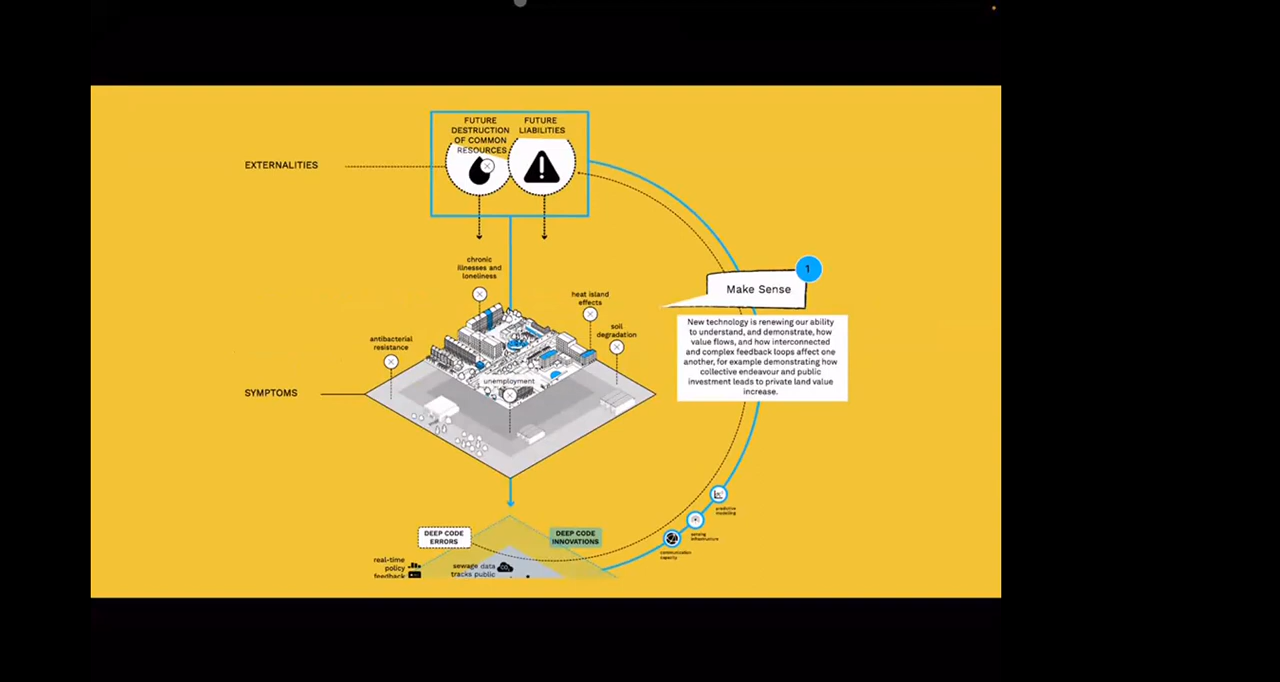 FUTURE
DESTRUCTION
OF COMMON
RESOURCES
FUTURE
LIABILITIES
EXTERNALITIES
chronic
illnesses and
loneliness
heat island
effects
soil
degradation
antibacterial
resistance
unemployment
SYMPTOMS
1
Make Sense
New technology is renewing our ability
to understand, and demonstrate, how
value flows, and how interconnected
and complex feedback loops affect one
another, for example demonstrating how
collective endeavour and public
investment leads to private land value
increase.
predictive
modelling
sensing
infrastructure
communication
capacity
DEEP CODE
ERRORS
DEEP CODE
INNOVATIONS
real-time
policy
feedback
sewage data
tracks public